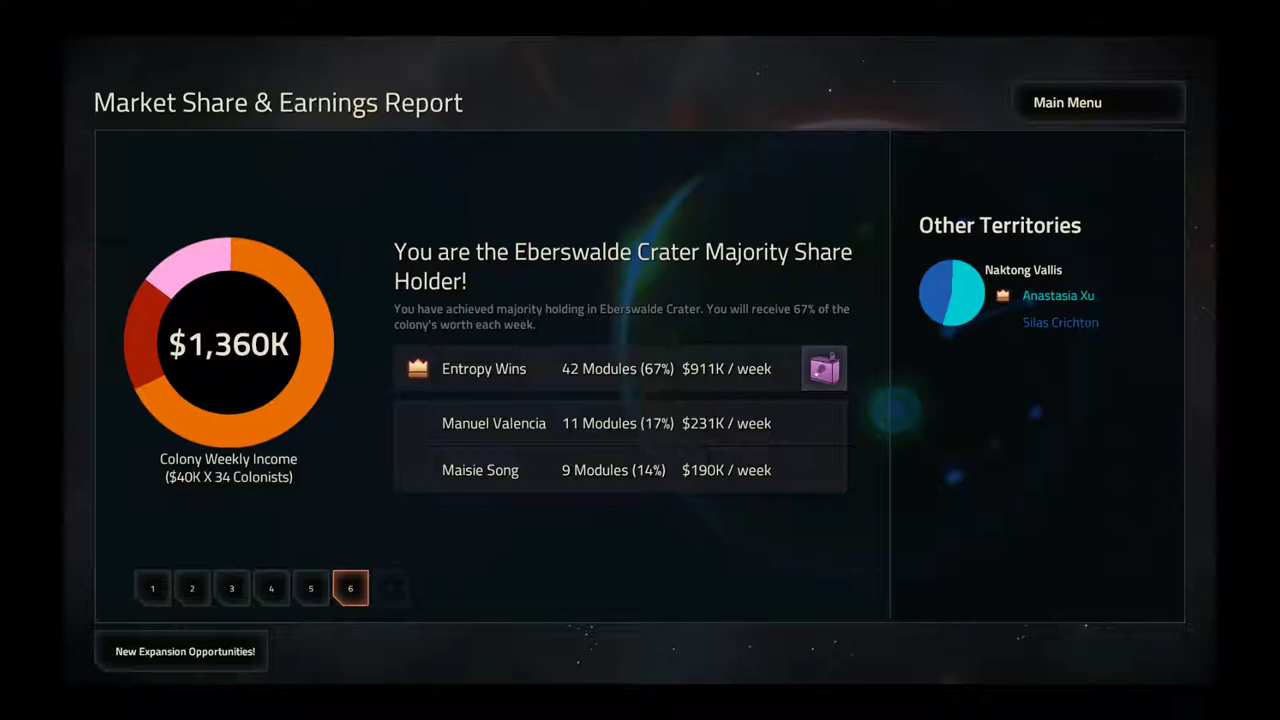 Market Share & Earnings Report
Main Menu
You are the Eberswalde Crater Majority Share
Holder!
You have achieved majority holding in Eberswalde Crater. You will receive 67% of the
colony's worth each week.
$1,360K
Entropy Wins 42 Modules (67%) $911K / week
Manuel Valencia 11 Modules (17%) $231K / week
Maisie Song 9 Modules (14%) $190K / week
Colony Weekly Income
($40K X 34 Colonists)
Other Territories
Naktong Vallis
Anastasia Xu
Silas Crichton
1 2 3 4 5 6
New Expansion Opportunities!